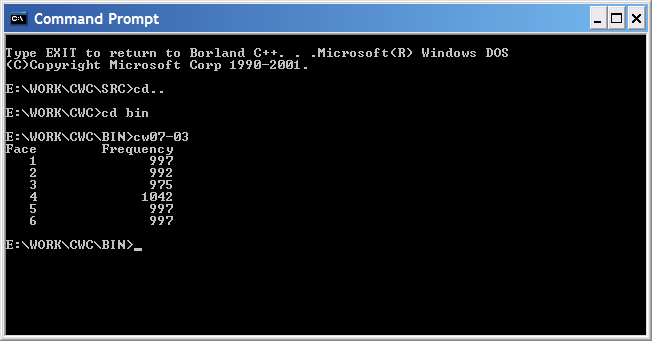 Command Prompt
Type EXIT to return to Borland C++. . .Microsoft(R) Windows DOS
(C)Copyright Microsoft Corp 1990-2001.
E:\WORK\CWC\SRC>cd..
E:\WORK\CWC>cd bin
E:\WORK\CWC\BIN>cw07-03
Face Frequency
1 997
2 992
3 975
4 1042
5 997
6 997
E:\WORK\CWC\BIN>_